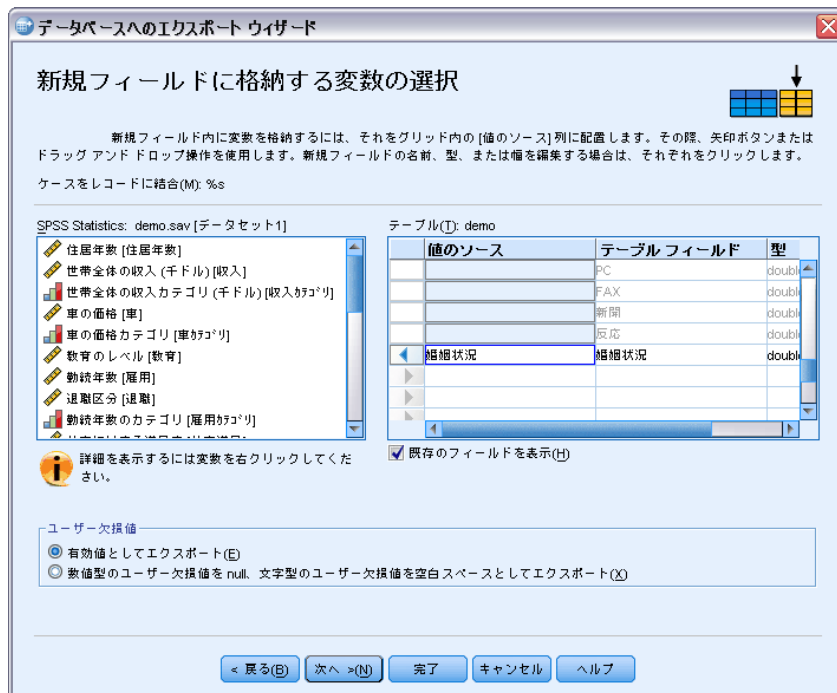 データベースへのエクスポート ウィザード
新規フィールドに格納する変数の選択
新規フィールド内に変数を格納するには、それをグリッド内の [値のソース] 列に配置します。その際、矢印ボタンまたは
ドラッグ アンド ドロップ操作を使用します。新規フィールドの名前、型、または幅を編集する場合は、それぞれをクリックします。
ケースをレコードに結合(M): %s
SPSS Statistics: demo.sav [データセット1]
住居年数 [住居年数]
世帯全体の収入 (千ドル) [収入]
世帯全体の収入カテゴリ (千ドル) [収入ｶﾃｺﾞﾘ]
車の価格 [車]
車の価格カテゴリ [車ｶﾃｺﾞﾘ]
教育のレベル [教育]
勤続年数 [雇用]
退職区分 [退職]
勤続年数のカテゴリ [雇用ｶﾃｺﾞﾘ]
詳細を表示するには変数を右クリックしてくだ
さい。
テーブル(T): demo
値のソース テーブル フィールド 型
PC doubl
FAX doubl
新聞 doubl
反応 doubl
婚姻状況 婚姻状況 doubl
既存のフィールドを表示(H)
ユーザー欠損値
有効値としてエクスポート(E)
数値型のユーザー欠損値を null、文字型のユーザー欠損値を空白スペースとしてエクスポート(X)
< 戻る(B) 次へ >(N) 完了 キャンセル ヘルプ